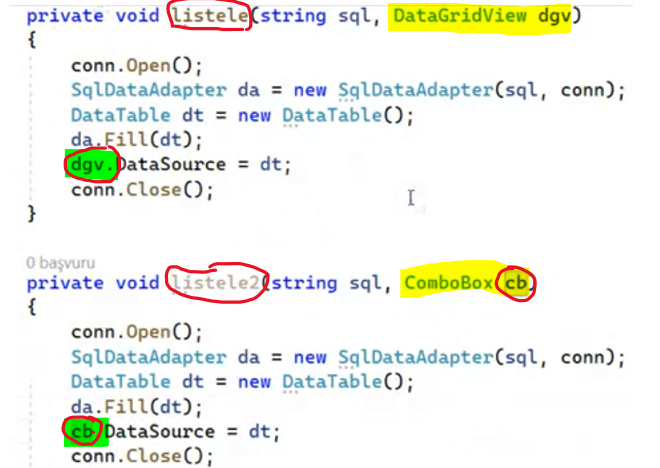 private void listele(string sql, DataGridView dgv)
{
conn.Open();
SqlDataAdapter da = new SqlDataAdapter(sql, conn);
DataTable dt = new DataTable();
da.Fill(dt);
dgv.DataSource = dt;
conn.Close();
}
0 başvuru
private void listele2(string sql, ComboBox cb)
{
conn.Open();
SqlDataAdapter da = new SqlDataAdapter(sql, conn);
DataTable dt = new DataTable();
da.Fill(dt);
cb.DataSource = dt;
conn.Close();